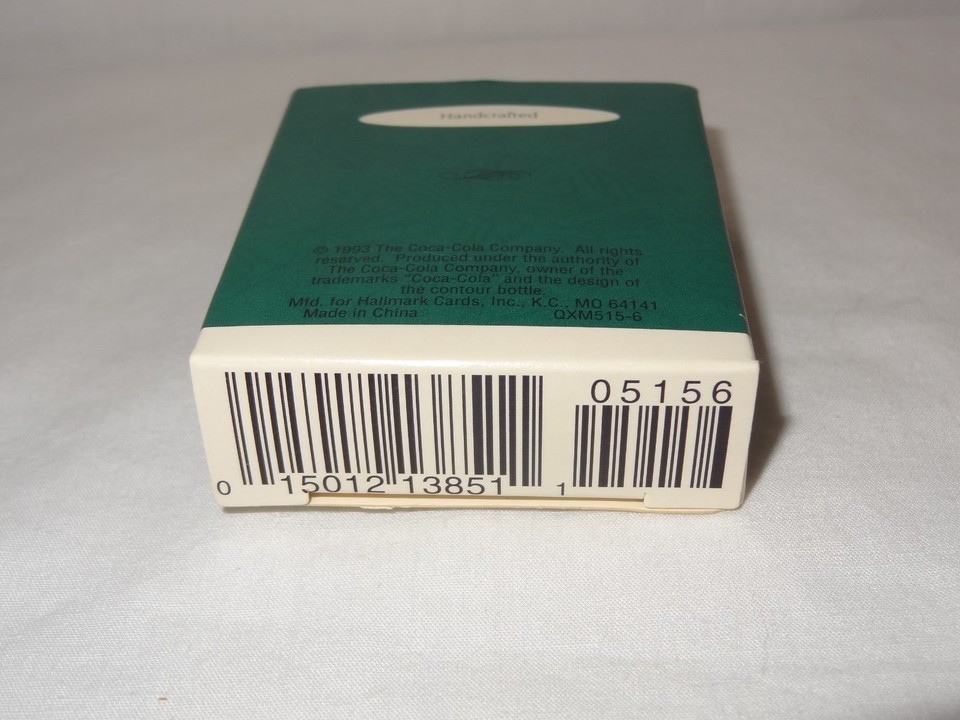 Handcrafted
© 1993 The Coca-Cola Company. All rights
reserved. Produced under the authority of
The Coca-Cola Company, owner of the
trademarks "Coca-Cola" and the design of
the contour bottle.
Mfd. for Hallmark Cards, Inc., K.C., MO 64141
Made in China QXM515-6
05156
0 15012 13851 1